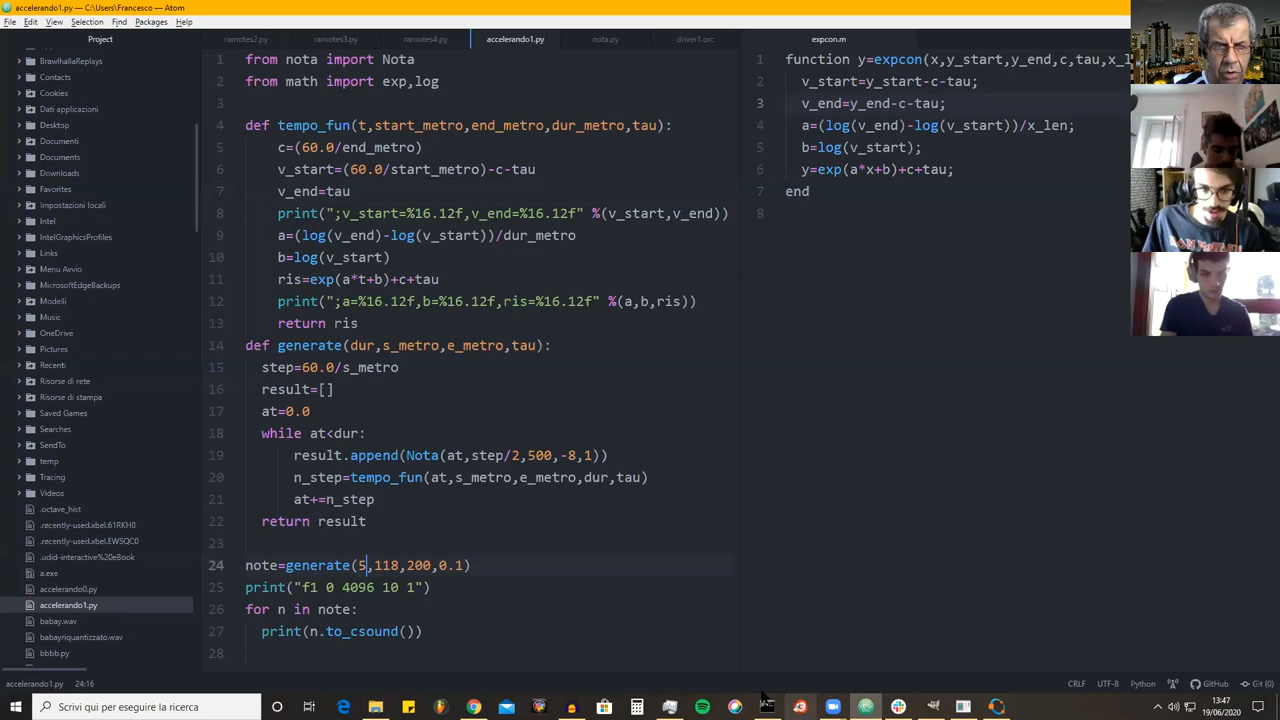 accelerando1.py — C:\Users\Francesco — Atom
File Edit View Selection Find Packages Help
Project
BrawlhallaReplays
Contacts
Cookies
Dati applicazioni
Desktop
Documenti
Documents
Downloads
Favorites
Impostazioni locali
Intel
IntelGraphicsProfiles
Links
Menu Avvio
MicrosoftEdgeBackups
Modelli
Music
OneDrive
Pictures
Recenti
Risorse di rete
Risorse di stampa
Saved Games
Searches
SendTo
temp
Tracing
Videos
.octave_hist
.recently-used.xbel.61RKH0
.recently-used.xbel.EWSQC0
.udid-interactive%20eBook
a.exe
accelerando0.py
accelerando1.py
babay.wav
babayriquantizzato.wav
bbbb.py
ramotes2.py ramotes3.py ramotes4.py accelerando1.py nota.py driver1.orc
1 from nota import Nota
2 from math import exp,log
3
4 def tempo_fun(t,start_metro,end_metro,dur_metro,tau):
5 c=(60.0/end_metro)
6 v_start=(60.0/start_metro)-c-tau
7 v_end=tau
8 print(";v_start=%16.12f,v_end=%16.12f" %(v_start,v_end))
9 a=(log(v_end)-log(v_start))/dur_metro
10 b=log(v_start)
11 ris=exp(a*t+b)+c+tau
12 print(";a=%16.12f,b=%16.12f,ris=%16.12f" %(a,b,ris))
13 return ris
14 def generate(dur,s_metro,e_metro,tau):
15 step=60.0/s_metro
16 result=[]
17 at=0.0
18 while at<dur:
19 result.append(Nota(at,step/2,500,-8,1))
20 n_step=tempo_fun(at,s_metro,e_metro,dur,tau)
21 at+=n_step
22 return result
23
24 note=generate(5,118,200,0.1)
25 print("f1 0 4096 10 1")
26 for n in note:
27 print(n.to_csound())
28
expcon.m
1 function y=expcon(x,y_start,y_end,c,tau,x_l
2 v_start=y_start-c-tau;
3 v_end=y_end-c-tau;
4 a=(log(v_end)-log(v_start))/x_len;
5 b=log(v_start);
6 y=exp(a*x+b)+c+tau;
7 end
8
accelerando1.py 24:16 CRLF UTF-8 Python GitHub Git (0)
Scrivi qui per eseguire la ricerca
13:47
19/06/2020